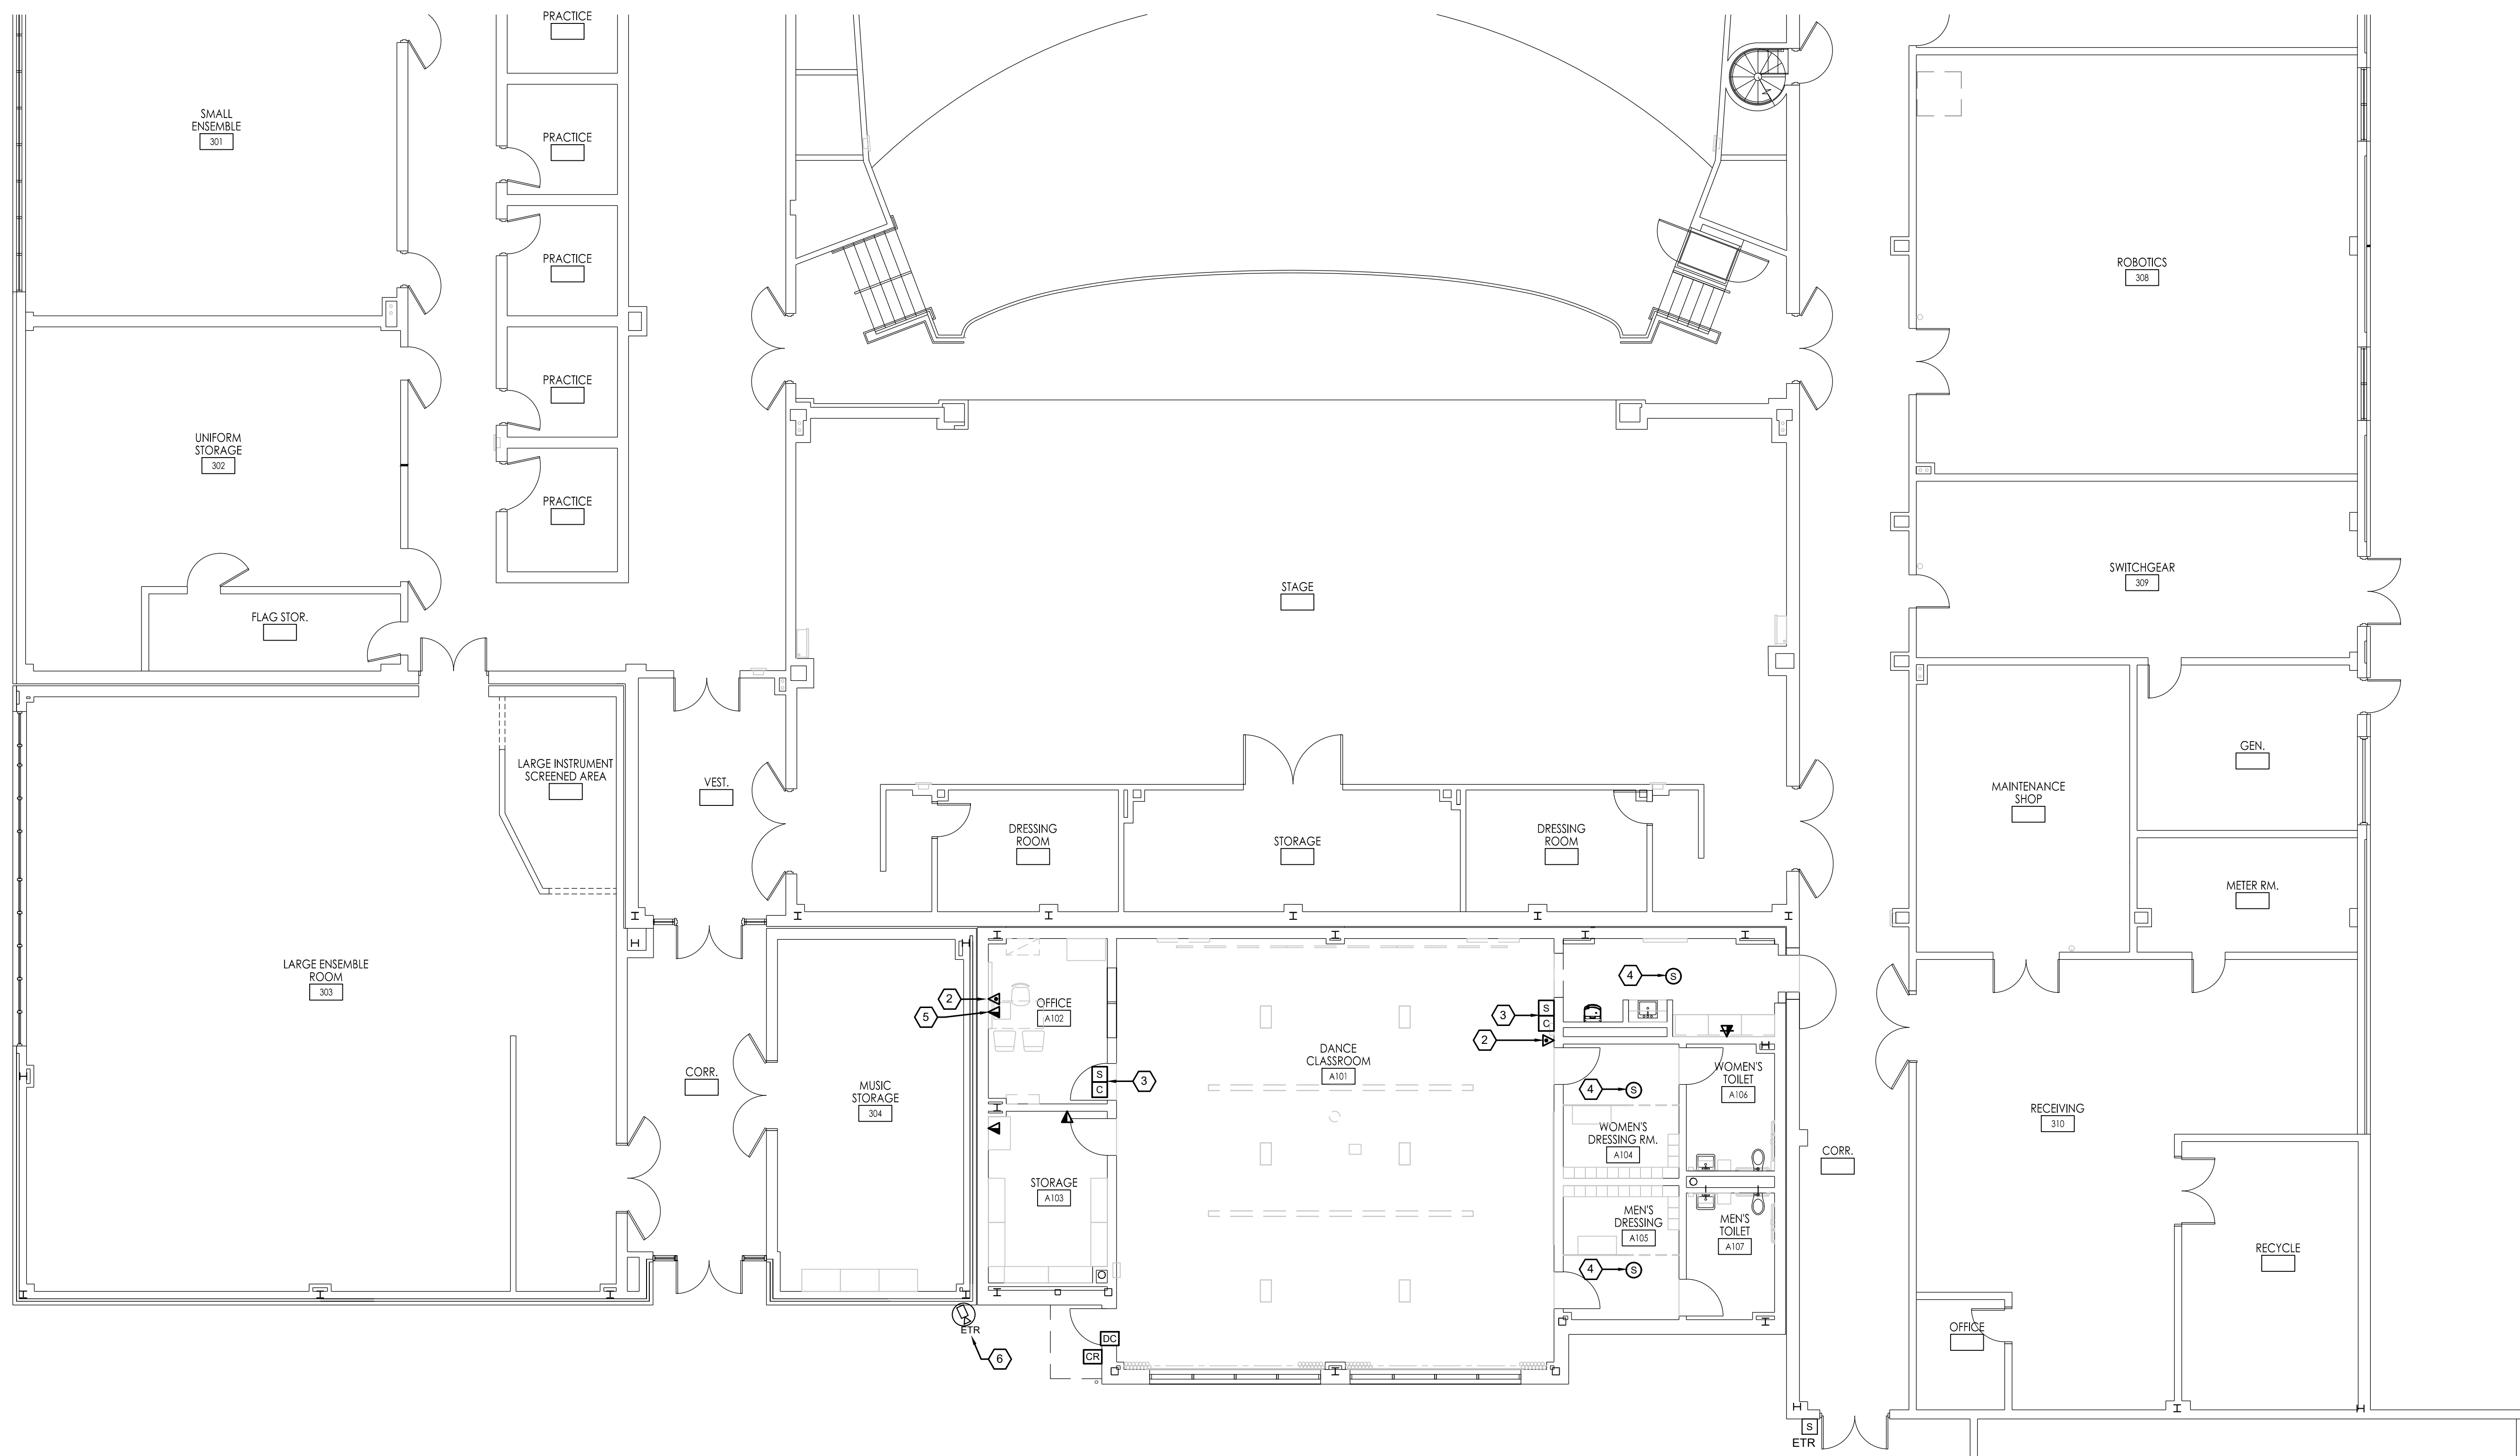 PRACTICE
SMALL
ENSEMBLE
301
PRACTICE
PRACTICE
ROBOTICS
308
PRACTICE
UNIFORM
STORAGE
302
PRACTICE
STAGE
SWITCHGEAR
309
FLAG STOR.
LARGE INSTRUMENT
SCREENED AREA
VEST.
GEN.
MAINTENANCE
SHOP
DRESSING
ROOM
STORAGE
DRESSING
ROOM
METER RM.
LARGE ENSEMBLE
ROOM
303
4
S
2
5
OFFICE
A102
3
S
C
2
DANCE
CLASSROOM
A101
CORR.
MUSIC
STORAGE
304
S
C
3
4
S
WOMEN'S
TOILET
A106
WOMEN'S
DRESSING RM.
A104
RECEIVING
310
CORR.
STORAGE
A103
MEN'S
DRESSING
A105
MEN'S
TOILET
A107
RECYCLE
4
S
ETR
6
DC
CR
OFFICE
S
ETR